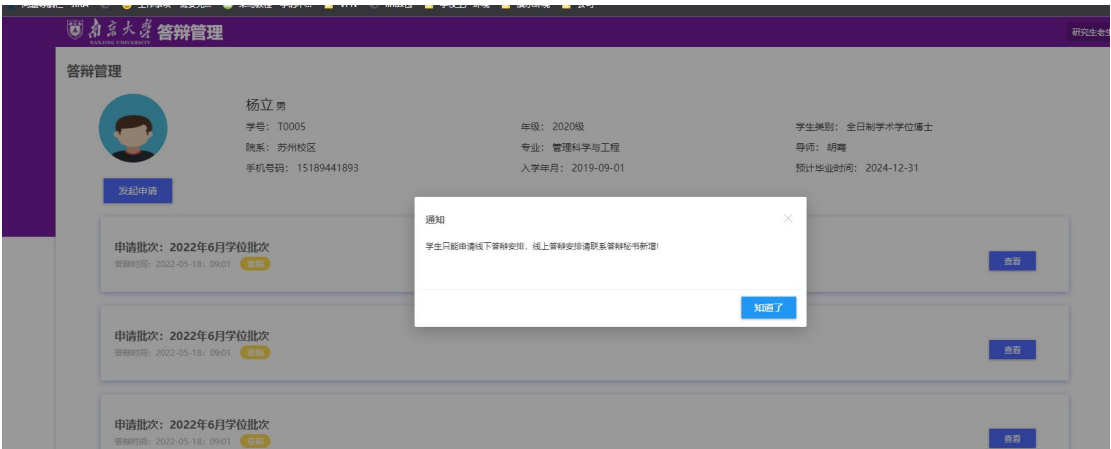 南京大学 答辩管理
NANJING UNIVERSITY
答辩管理
杨立 男
学号：T0005
年级：2020级
学生类别：全日制学术学位博士
院系：苏州校区
专业：管理科学与工程
手机号码：15189441893
入学年月：2019-09-01
预计毕业时间：2024-12-31
发起申请
通知
学生只能申请线下答辩安排，线上答辩安排请联系答辩秘书新增!
知道了
申请批次：2022年6月学位批次
答辩时间：2022-05-18：09:01 草稿
查看
申请批次：2022年6月学位批次
答辩时间：2022-05-18：09:01 草稿
查看
申请批次：2022年6月学位批次
答辩时间：2022-05-18：09:01 草稿
查看